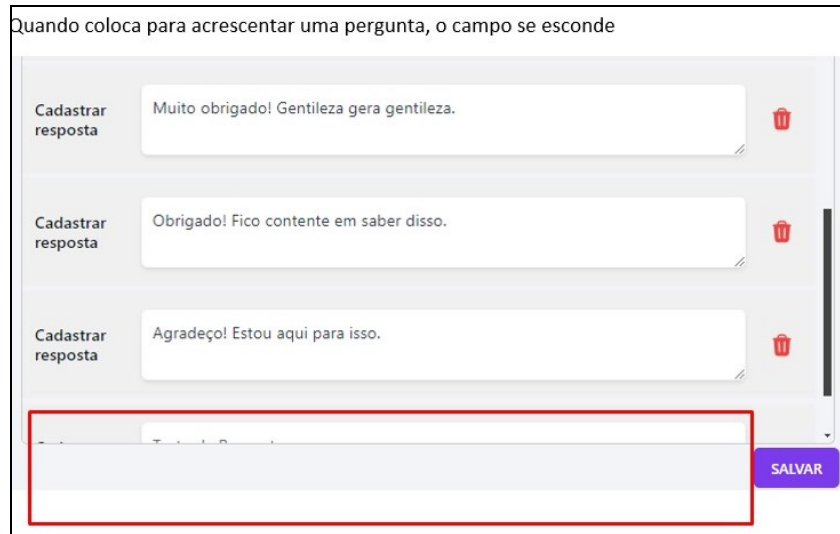 Quando coloca para acrescentar uma pergunta, o campo se esconde
Cadastrar
resposta
Muito obrigado! Gentileza gera gentileza.
Cadastrar
resposta
Obrigado! Fico contente em saber disso.
Cadastrar
resposta
Agradeço! Estou aqui para isso.
SALVAR